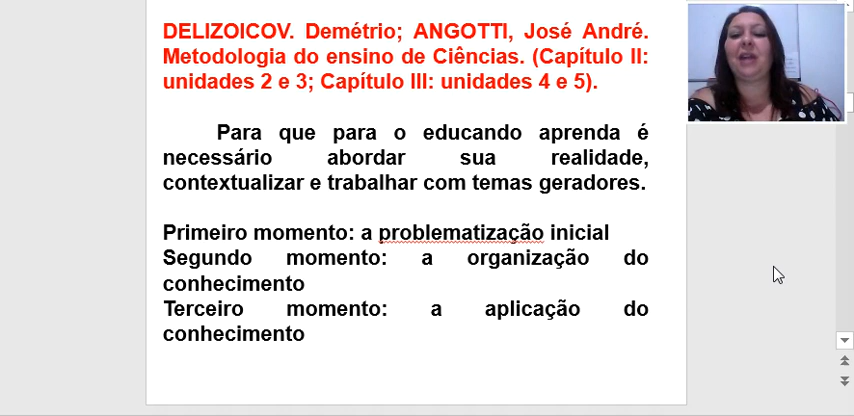 DELIZOICOV. Demétrio; ANGOTTI, José André.
Metodologia do ensino de Ciências. (Capítulo II:
unidades 2 e 3; Capítulo III: unidades 4 e 5).
Para que para o educando aprenda é
necessário abordar sua realidade,
contextualizar e trabalhar com temas geradores.
Primeiro momento: a problematização inicial
Segundo momento: a organização do
conhecimento
Terceiro momento: a aplicação do
conhecimento